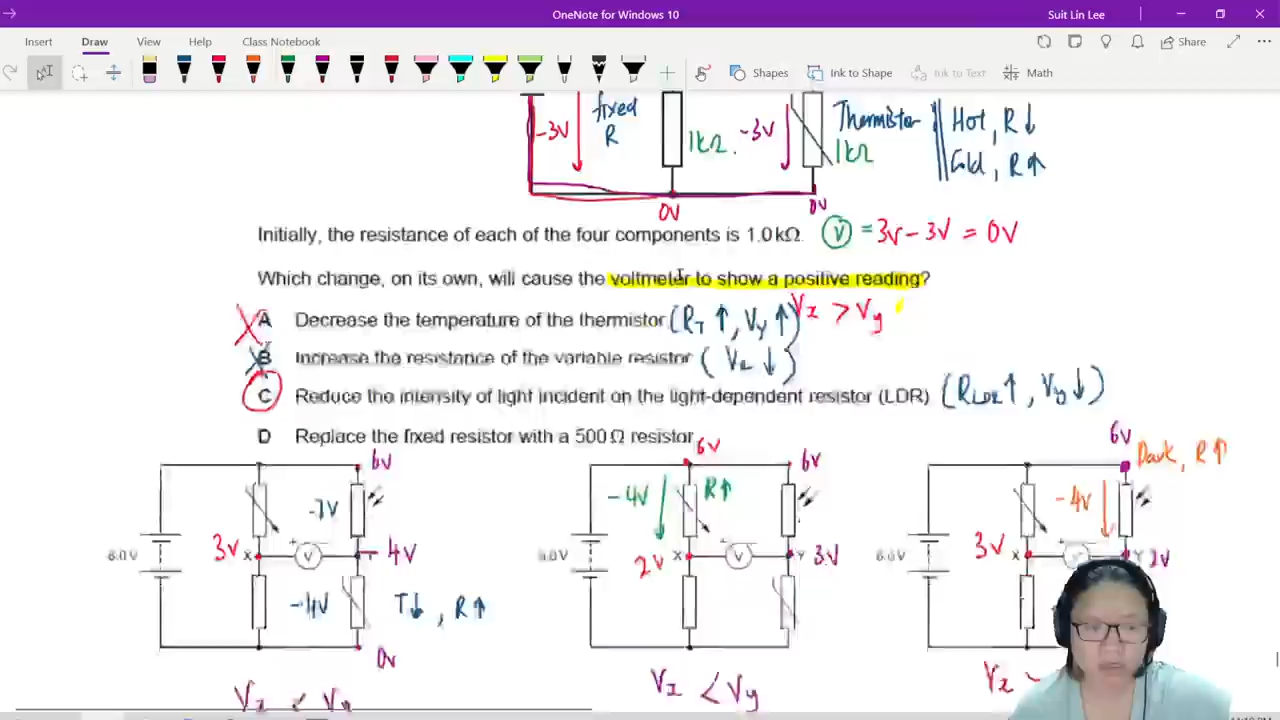 OneNote for Windows 10
Suit Lin Lee
Insert Draw View Help Class Notebook
Share
Shapes Ink to Shape Ink to Text Math
-3V fixed R 1kΩ -3V Thermistor 1kΩ Hot, R↓
Cold, R↑
0V 0V
Initially, the resistance of each of the four components is 1.0 kΩ. V = 3V - 3V = 0V
Which change, on its own, will cause the voltmeter to show a positive reading?
Vx > Vy
A Decrease the temperature of the thermistor (RT ↑, Vy ↑)
B Increase the resistance of the variable resistor (Vx ↓)
C Reduce the intensity of light incident on the light-dependent resistor (LDR) (RLDR ↑, Vy ↓)
D Replace the fixed resistor with a 500 Ω resistor
6V 6V 6V 6V Dark, R↑
-4V R↑ -4V
3V X V 4V
2V X V Y 3V
3V X Y 2V
6.0V
-4V T↓, R↑
0V
Vx < Vy Vx < Vy Vx